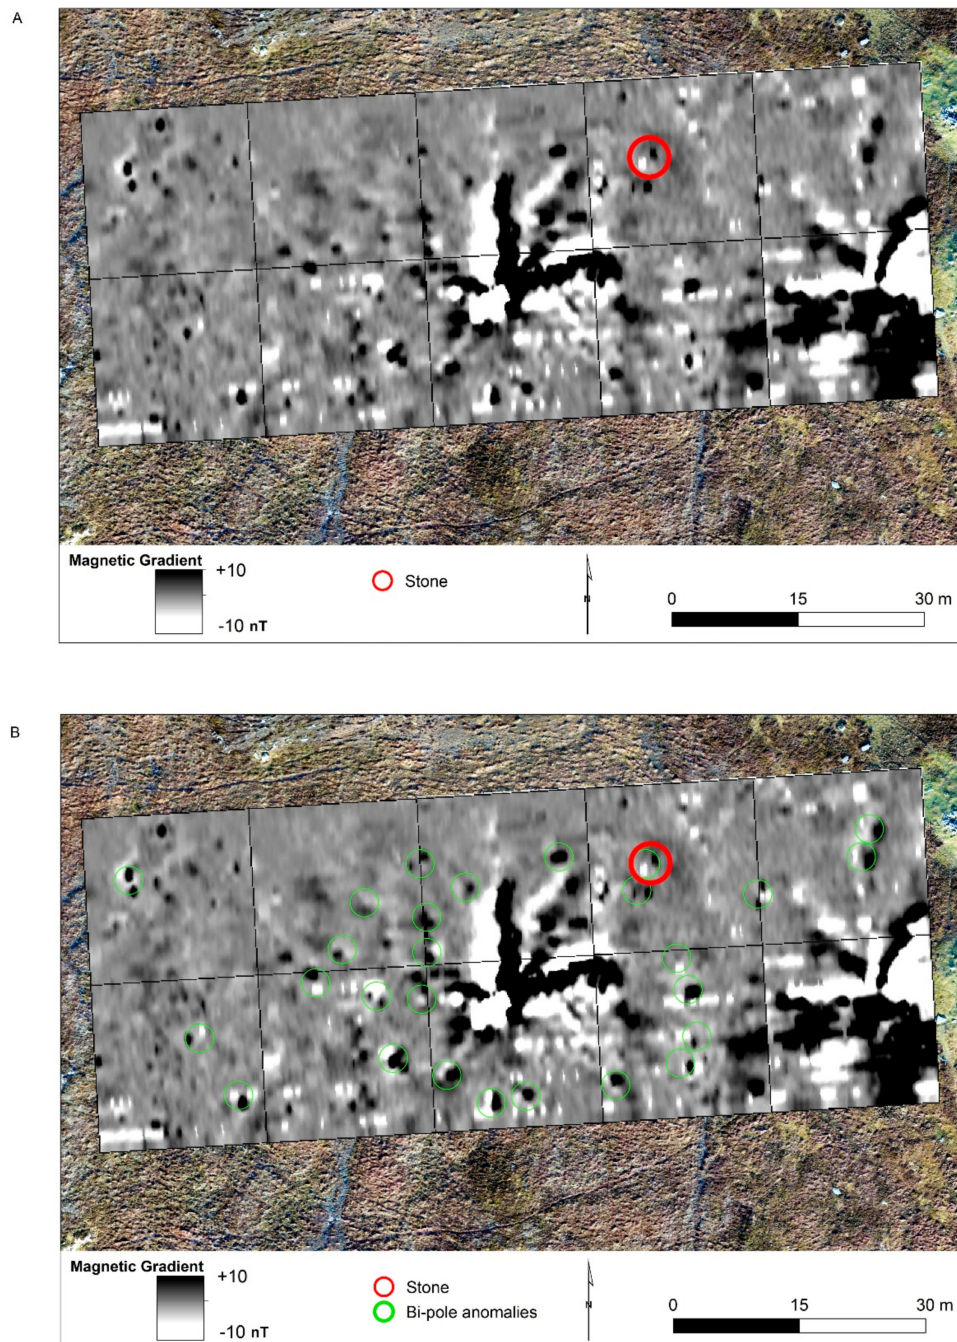 A
Magnetic Gradient
+10
-10 nT
Stone
N
0 15 30 m
B
Magnetic Gradient
+10
-10 nT
Stone
Bi-pole anomalies
N
0 15 30 m